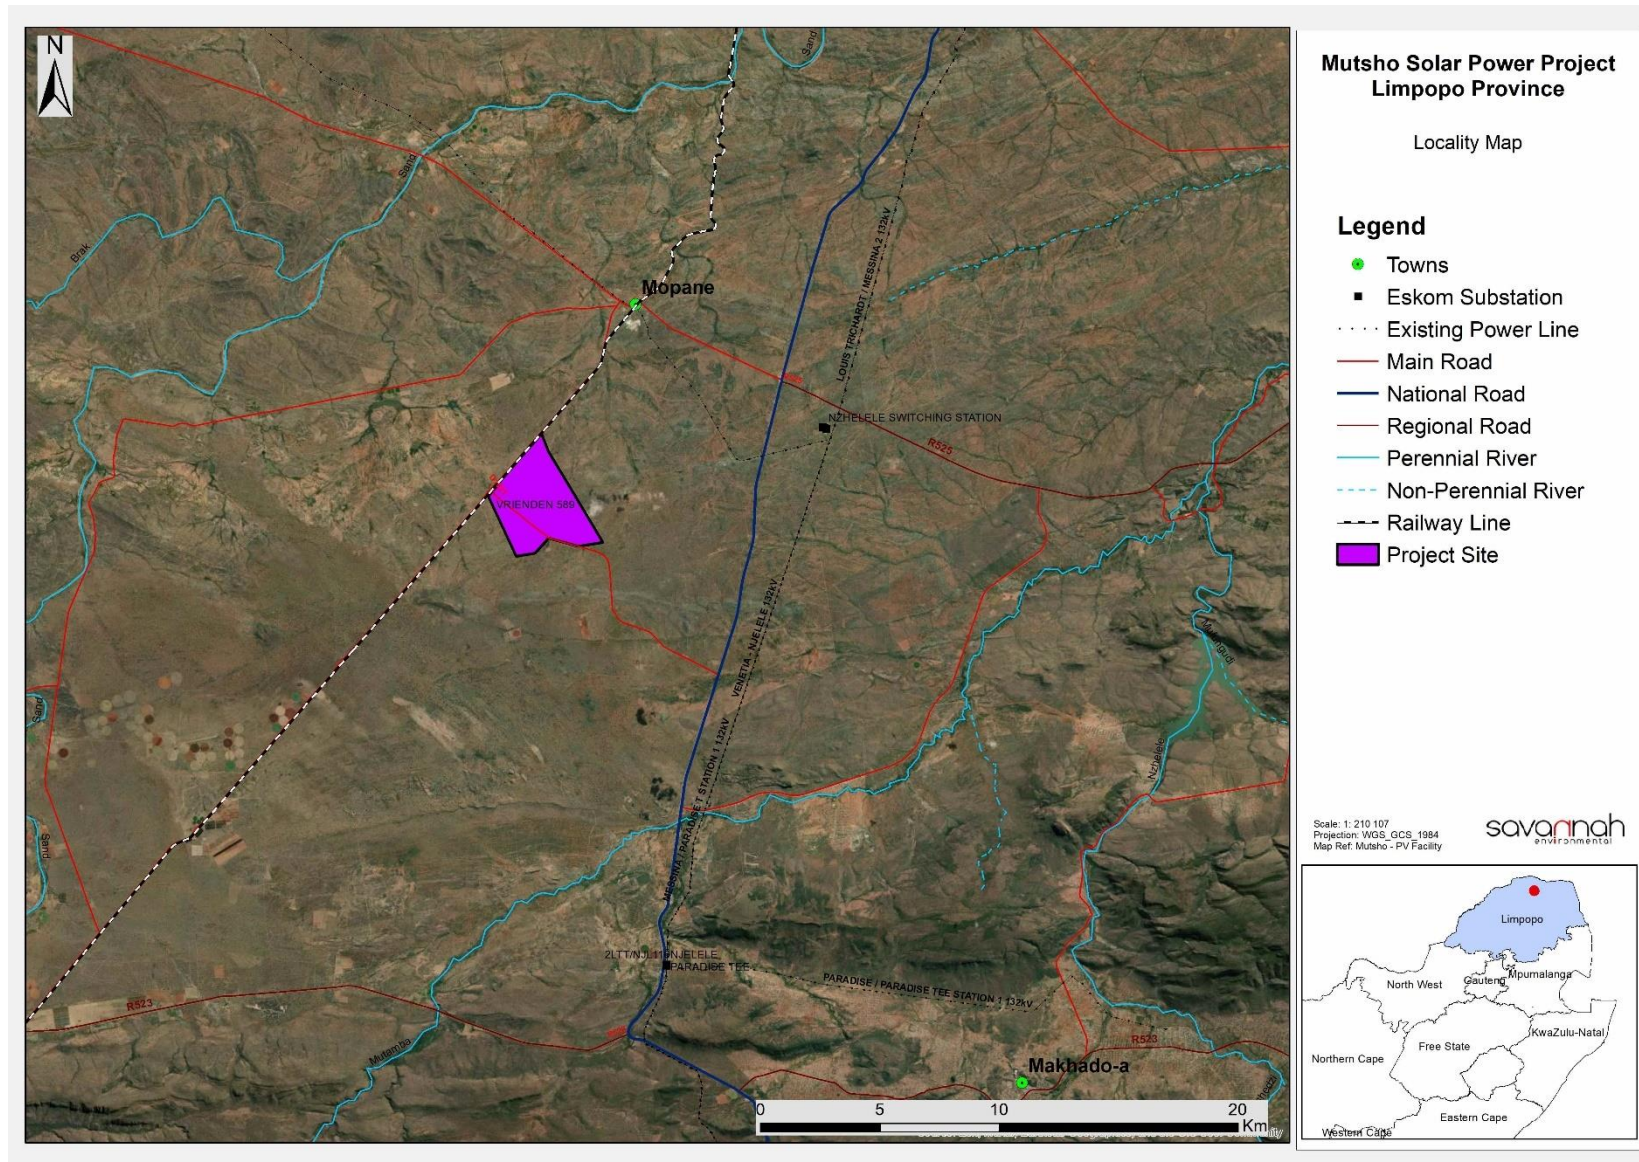 N
Sand
Sand
Brak
Mopane
LOUIS TRICHARDT / MESSINA 2 132kV
NZHELELE SWITCHING STATION
R525
VRIENDEN 589
VENETIA - NJELELE 132kV
MESSINA / PARADISE T STATION 1 132kV
Sand
Sand
Nzhelele
PARADISE TEE
PARADISE / PARADISE TEE STATION 1 132kV
R523
Mutamba
R523
Makhado-a
0 5 10 20
Km
Mutsho Solar Power Project
Limpopo Province
Locality Map
Legend
Towns
Eskom Substation
Existing Power Line
Main Road
National Road
Regional Road
Perennial River
Non-Perennial River
Railway Line
Project Site
Scale: 1: 210 107
Projection: WGS_GCS_1984
Map Ref: Mutsho - PV Facility
savannah
environmental
Limpopo
North West
Gauteng
Mpumalanga
KwaZulu-Natal
Free State
Northern Cape
Eastern Cape
Western Cape